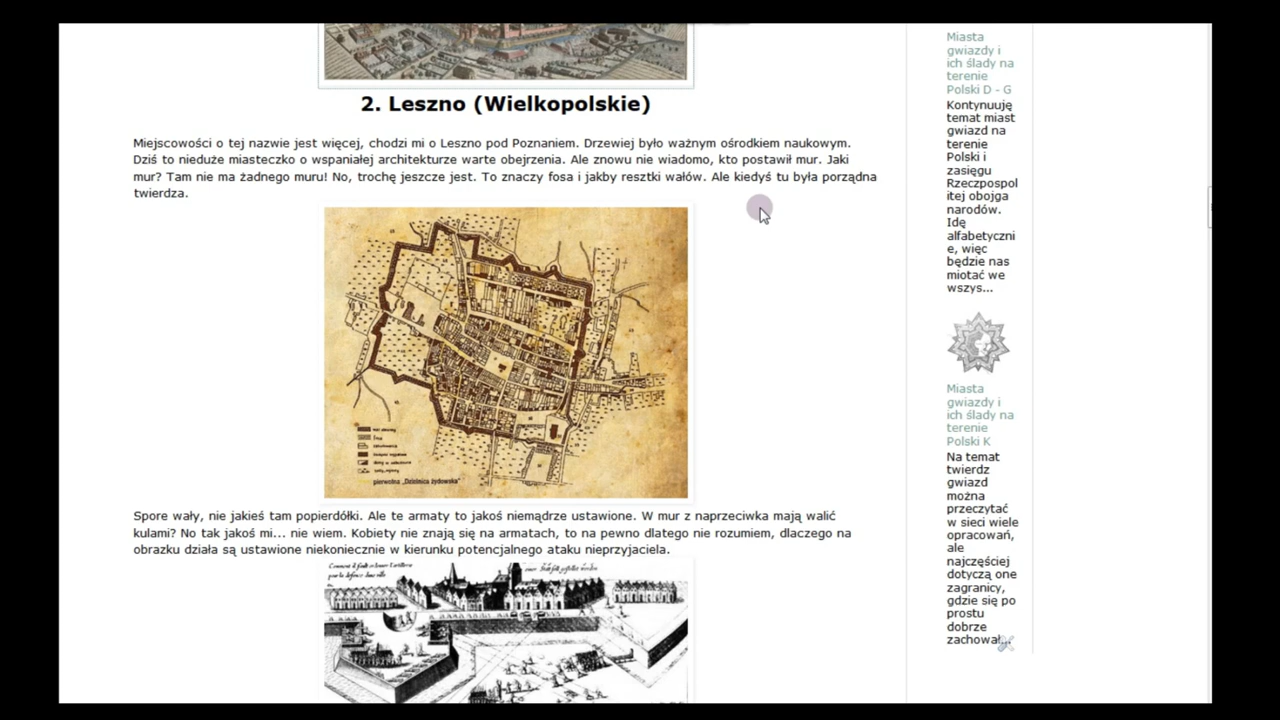 2. Leszno (Wielkopolskie)
Miejscowości o tej nazwie jest więcej, chodzi mi o Leszno pod Poznaniem. Drzewiej było ważnym ośrodkiem naukowym.
Dziś to nieduże miasteczko o wspaniałej architekturze warte obejrzenia. Ale znowu nie wiadomo, kto postawił mur. Jaki
mur? Tam nie ma żadnego muru! No, trochę jeszcze jest. To znaczy fosa i jakby resztki wałów. Ale kiedyś tu była porządna
twierdza.
pierwotna „Dzielnica żydowska"
Spore wały, nie jakieś tam popierdółki. Ale te armaty to jakoś niemądrze ustawione. W mur z naprzeciwka mają walić
kulami? No tak jakoś mi... nie wiem. Kobiety nie znają się na armatach, to na pewno dlatego nie rozumiem, dlaczego na
obrazku działa są ustawione niekoniecznie w kierunku potencjalnego ataku nieprzyjaciela.
Miasta
gwiazdy i
ich ślady na
terenie
Polski D - G
Kontynuuję
temat miast
gwiazd na
terenie
Polski i
zasięgu
Rzeczpospol
itej obojga
narodów.
Idę
alfabetyczni
e, więc
będzie nas
miotać we
wszys...
Miasta
gwiazdy i
ich ślady na
terenie
Polski K
Na temat
twierdz
gwiazd
można
przeczytać
w sieci wiele
opracowań,
ale
najczęściej
dotyczą one
zagranicy,
gdzie się po
prostu
dobrze
zachował...